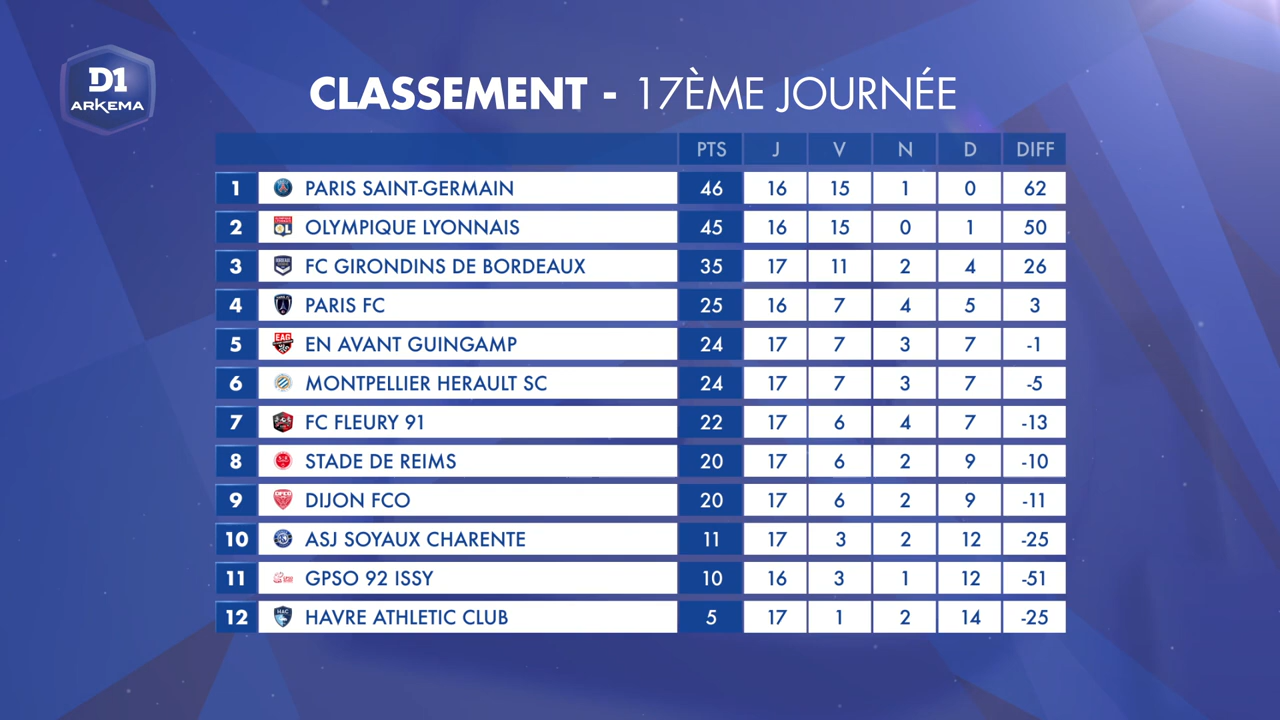 D1
ARKEMA
CLASSEMENT - 17ÈME JOURNÉE
PTS J V N D DIFF
1 PARIS SAINT-GERMAIN 46 16 15 1 0 62
2 OLYMPIQUE LYONNAIS 45 16 15 0 1 50
3 FC GIRONDINS DE BORDEAUX 35 17 11 2 4 26
4 PARIS FC 25 16 7 4 5 3
5 EN AVANT GUINGAMP 24 17 7 3 7 -1
6 MONTPELLIER HERAULT SC 24 17 7 3 7 -5
7 FC FLEURY 91 22 17 6 4 7 -13
8 STADE DE REIMS 20 17 6 2 9 -10
9 DIJON FCO 20 17 6 2 9 -11
10 ASJ SOYAUX CHARENTE 11 17 3 2 12 -25
11 GPSO 92 ISSY 10 16 3 1 12 -51
12 HAVRE ATHLETIC CLUB 5 17 1 2 14 -25